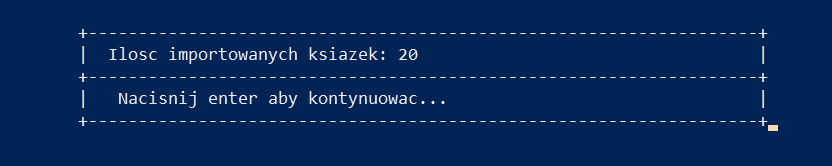 Ilosc importowanych ksiazek: 20
Nacisnij enter aby kontynuowac...